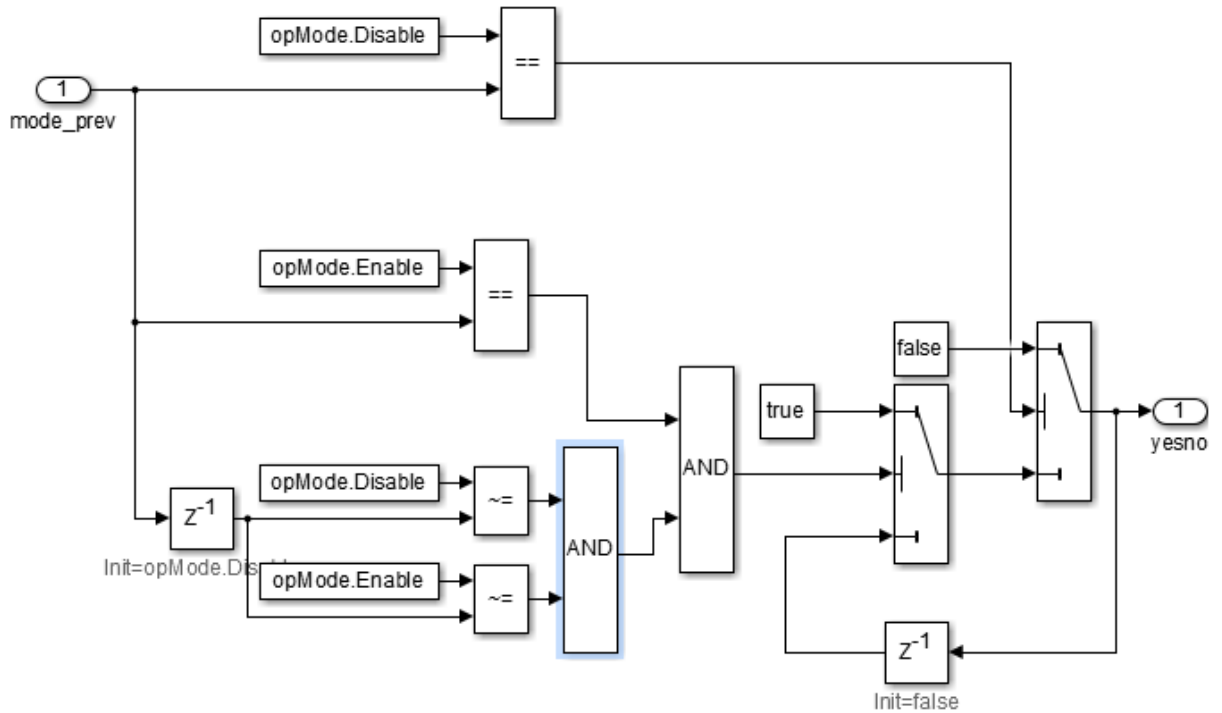 opMode.Disable
==
1
mode_prev
opMode.Enable
==
false
true
1
yesno
AND
opMode.Disable
~=
Z-1
AND
Init=opMode.Dis
opMode.Enable
~=
Z-1
Init=false